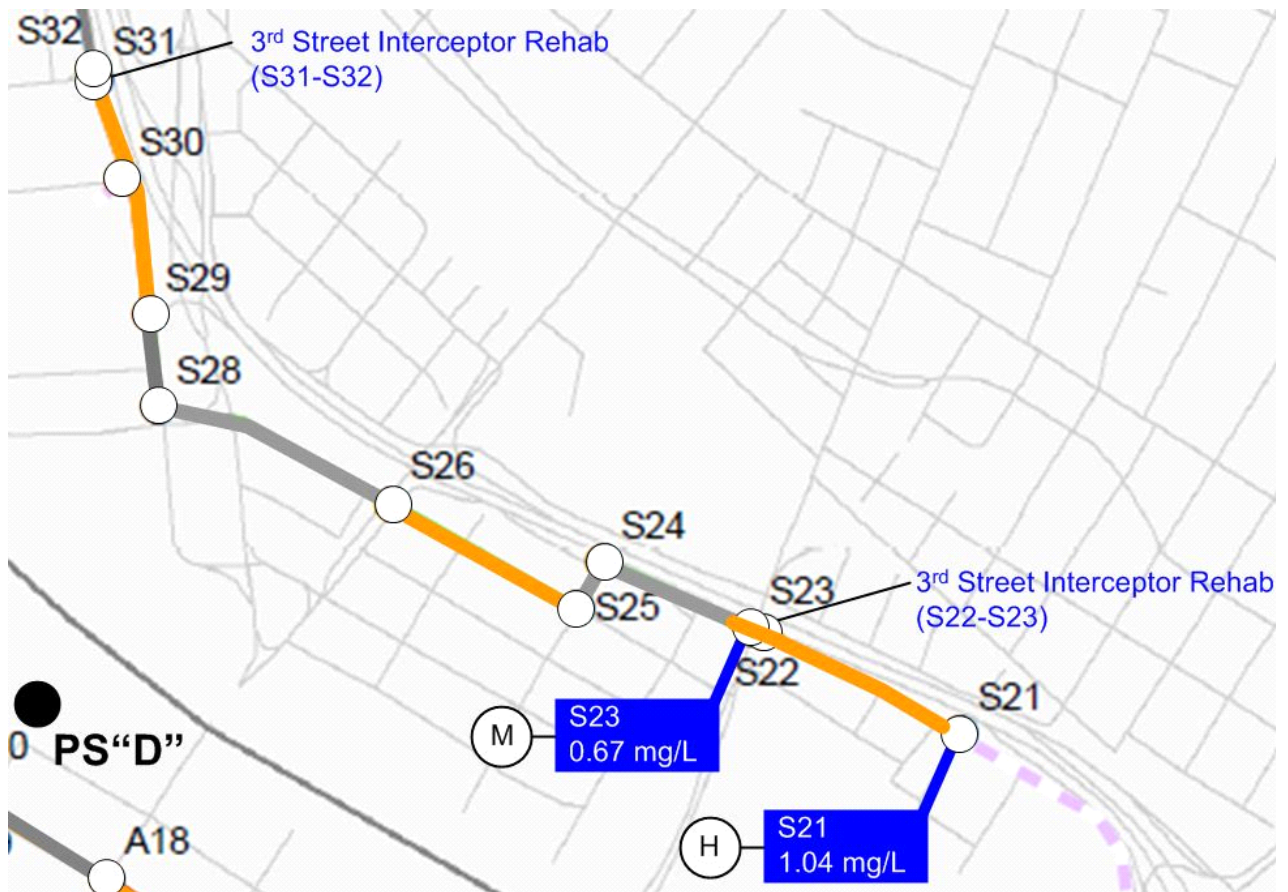 S32
S31
3rd Street Interceptor Rehab
(S31-S32)
S30
S29
S28
S26
S24
S25
S23
3rd Street Interceptor Rehab
(S22-S23)
S22
S21
S23
0.67 mg/L
M
0
PS“D”
S21
1.04 mg/L
H
A18